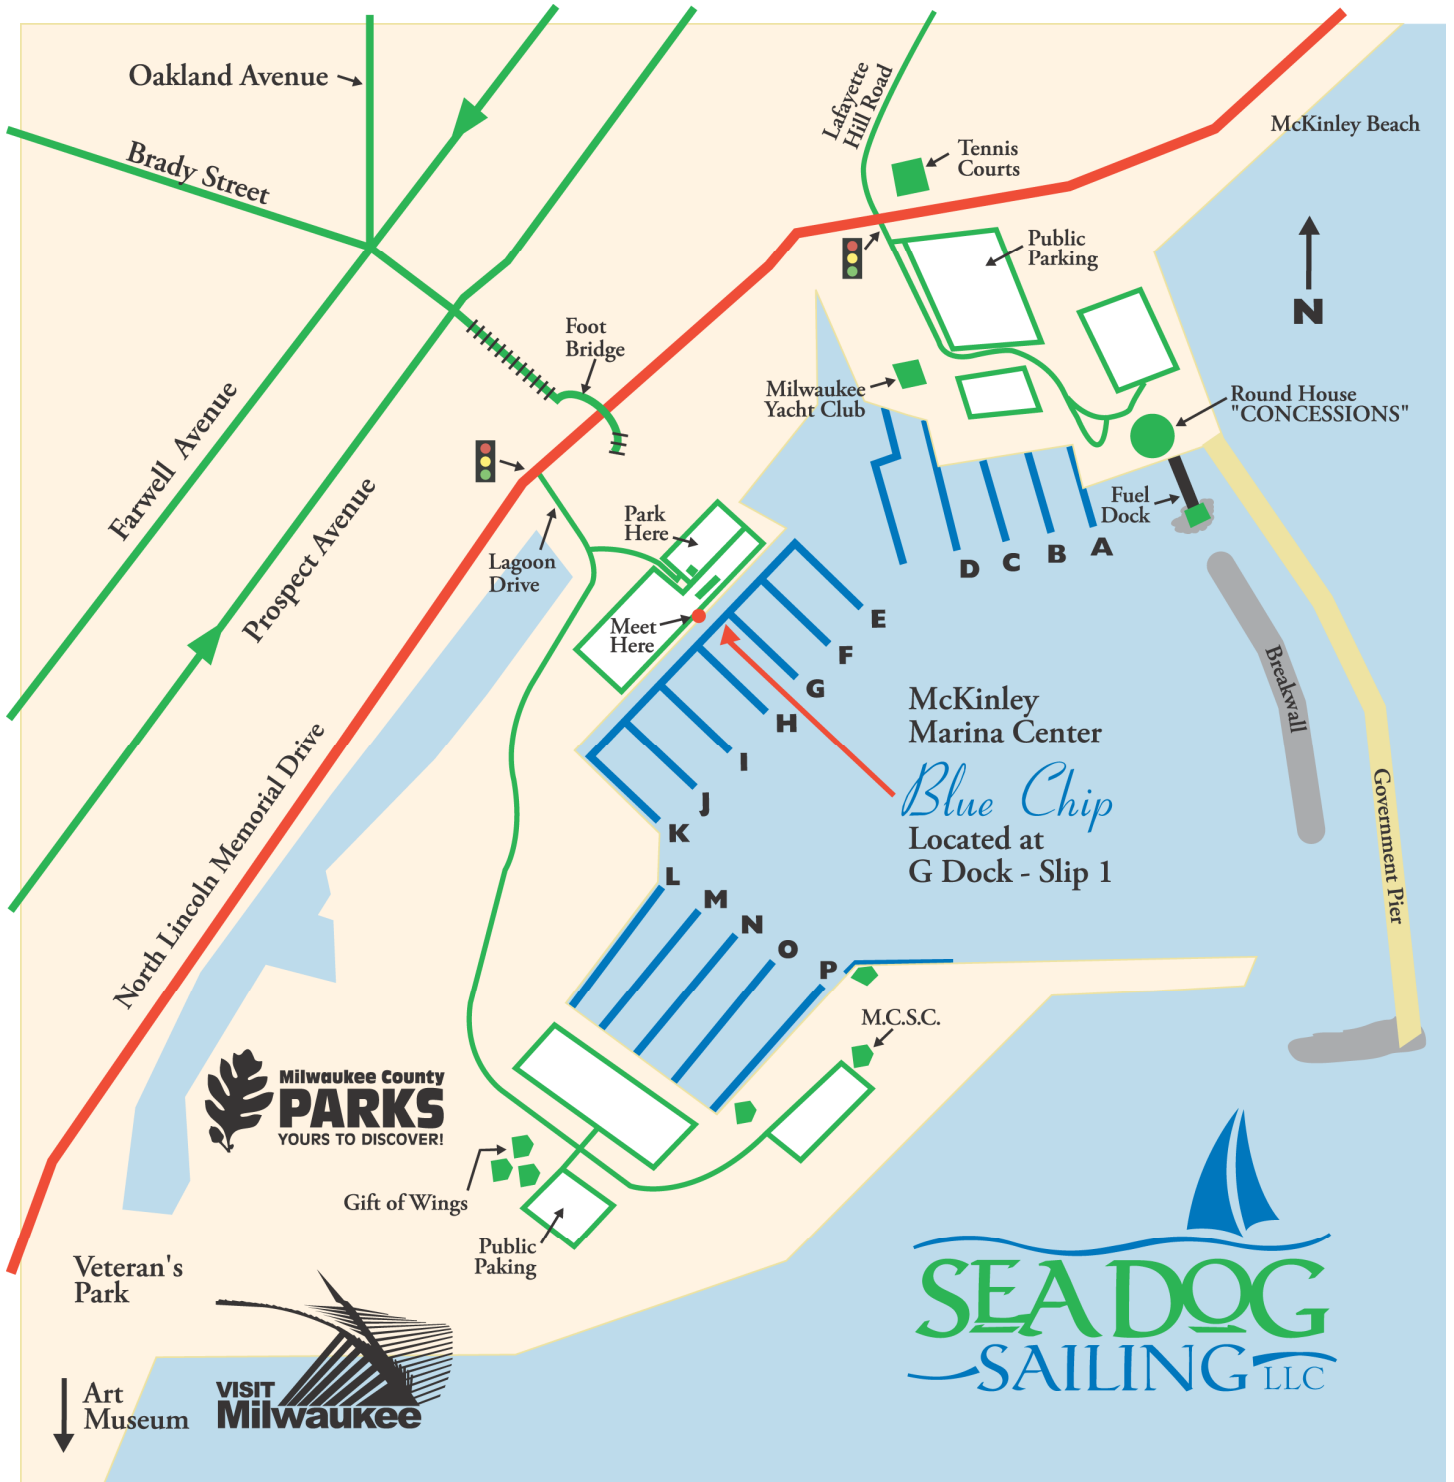 Oakland Avenue
Brady Street
Lafayette
Hill Road
Tennis
Courts
McKinley Beach
Public
Parking
N
Foot
Bridge
Milwaukee
Yacht Club
Round House
"CONCESSIONS"
Farwell Avenue
Prospect Avenue
Fuel
Dock
Park
Here
Lagoon
Drive
D
C
B
A
Meet
Here
E
F
G
H
I
J
K
L
M
N
O
P
Breakwall
Government Pier
McKinley
Marina Center
Blue Chip
Located at
G Dock - Slip 1
North Lincoln Memorial Drive
M.C.S.C.
Milwaukee County
PARKS
YOURS TO DISCOVER!
Gift of Wings
Public
Paking
Veteran's
Park
VISIT
Milwaukee
Art
Museum
SEA DOG
SAILING LLC